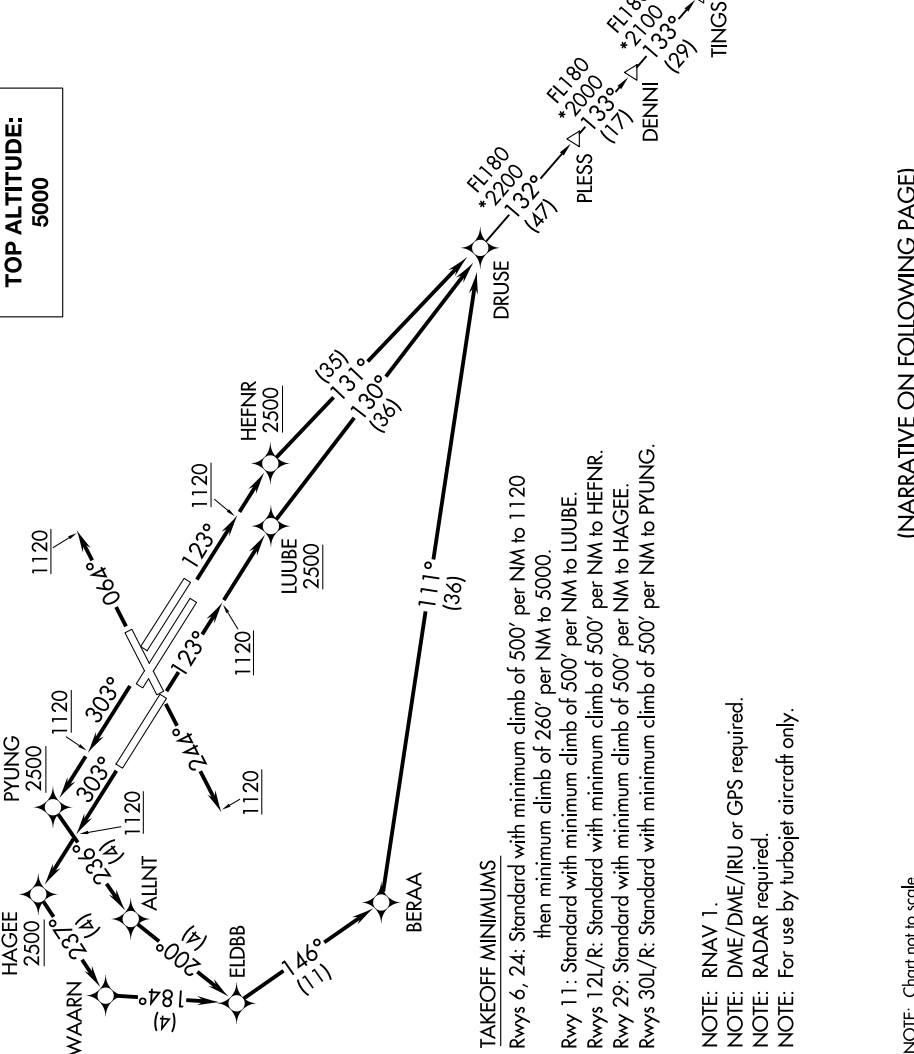 TOP ALTITUDE:
5000
FL180
*2100
133°
(29)
TINGS
FL180
*2000
133°
(17)
DENNI
FL180
*2200
132°
(47)
PLESS
DRUSE
(35)
131°
130°
(36)
HEFNR
2500
1120
123°
LUUBE
2500
1120
123°
1120
064°
244°
1120
111°
(36)
PYUNG
2500
1120
303°
303°
1120
HAGEE
2500
236°
(4)
ALLNT
237°
(4)
WAARN
200°
(4)
184°
(4)
ELDBB
146°
(11)
BERAA
TAKEOFF MINIMUMS
Rwys 6, 24: Standard with minimum climb of 500' per NM to 1120
then minimum climb of 260' per NM to 5000.
Rwy 11: Standard with minimum climb of 500' per NM to LUUBE.
Rwys 12L/R: Standard with minimum climb of 500' per NM to HEFNR.
Rwy 29: Standard with minimum climb of 500' per NM to HAGEE.
Rwys 30L/R: Standard with minimum climb of 500' per NM to PYUNG.
NOTE: RNAV 1.
NOTE: DME/DME/IRU or GPS required.
NOTE: RADAR required.
NOTE: For use by turbojet aircraft only.
(NARRATIVE ON FOLLOWING PAGE)
NOTE: Chart not to scale